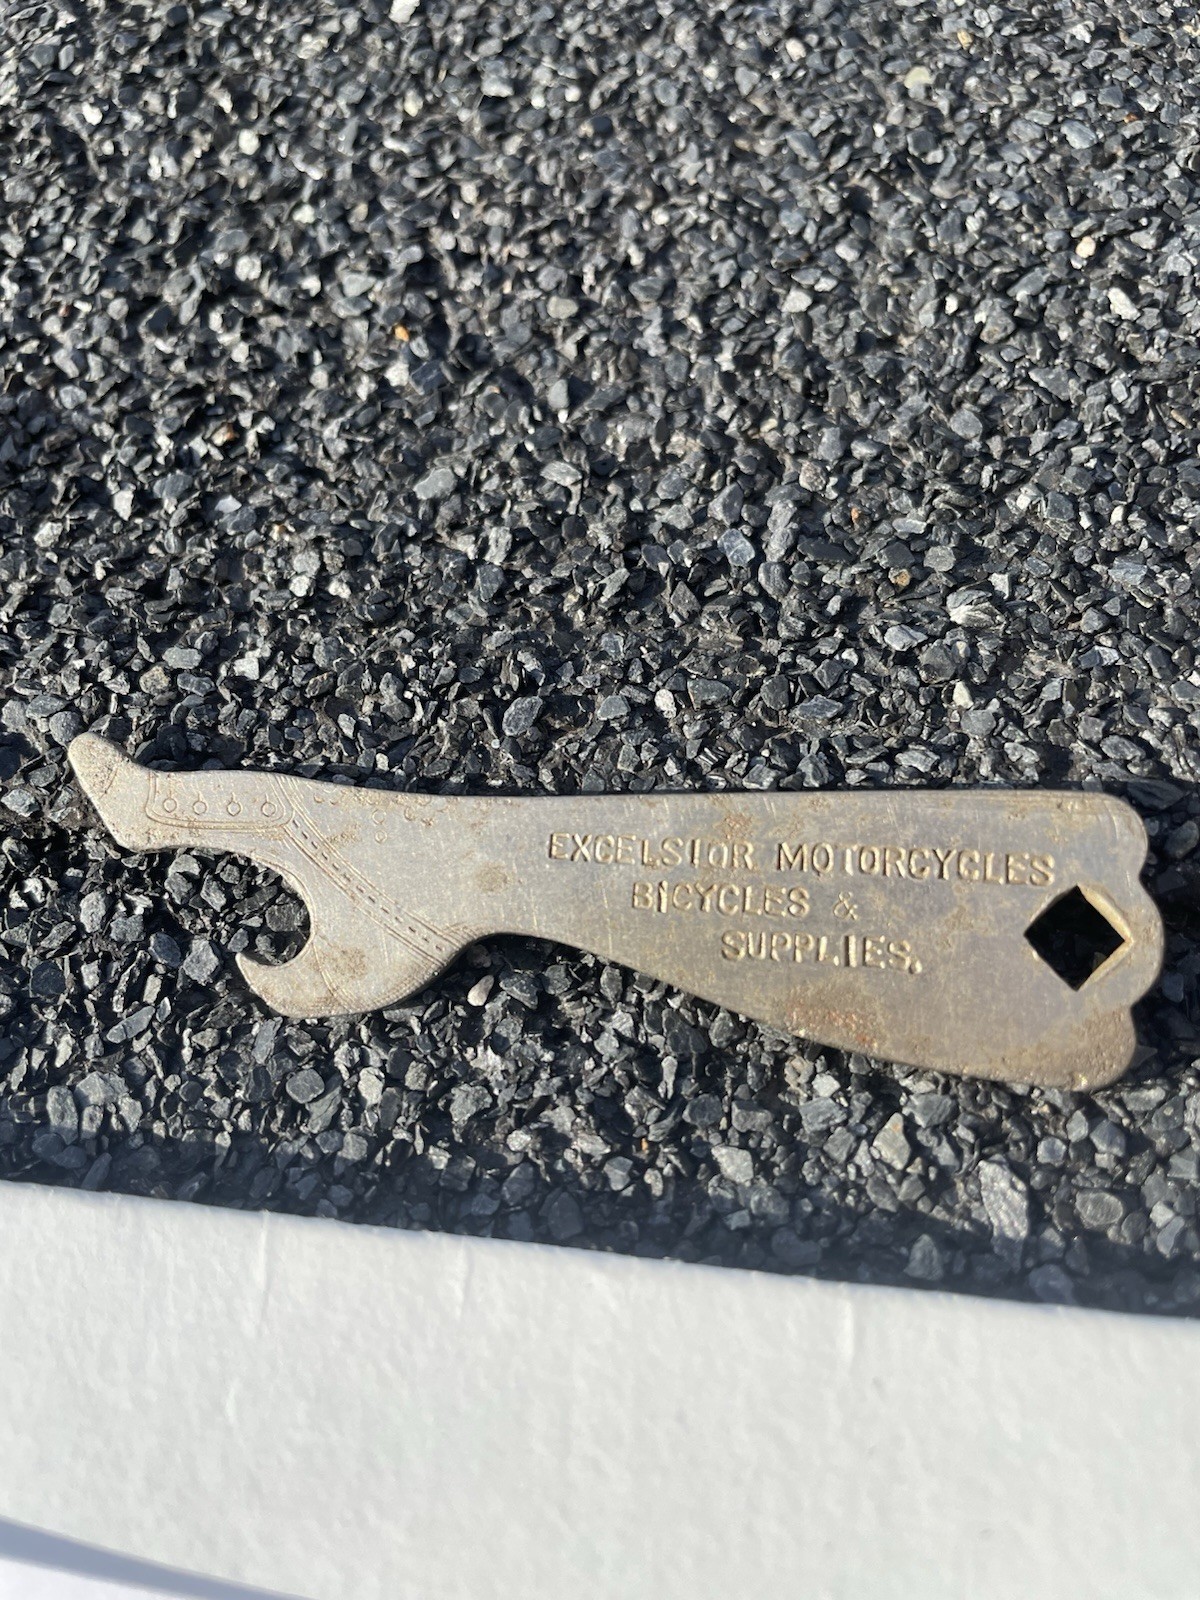 EXCELSIOR MOTORCYCLES
BICYCLES &
SUPPLIES.